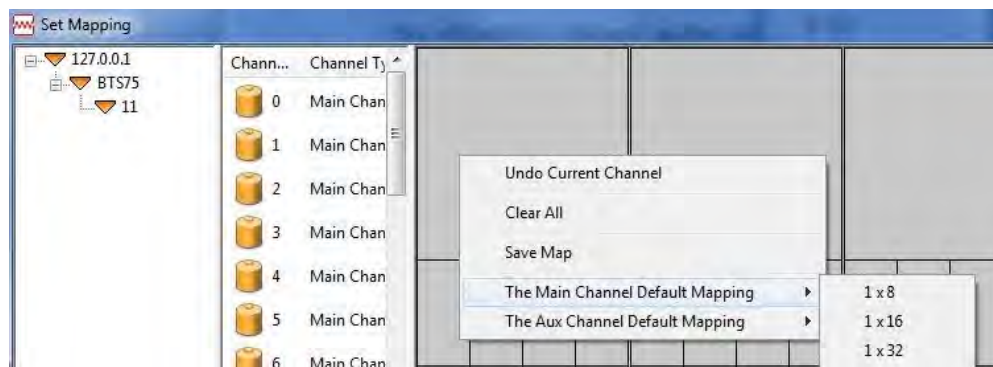 Set Mapping
127.0.0.1
BTS75
11
Chann... Channel Ty
0 Main Chan
1 Main Chan
2 Main Chan
3 Main Chan
4 Main Chan
5 Main Chan
6 Main Chan
Undo Current Channel
Clear All
Save Map
The Main Channel Default Mapping
The Aux Channel Default Mapping
1 x 8
1 x 16
1 x 32